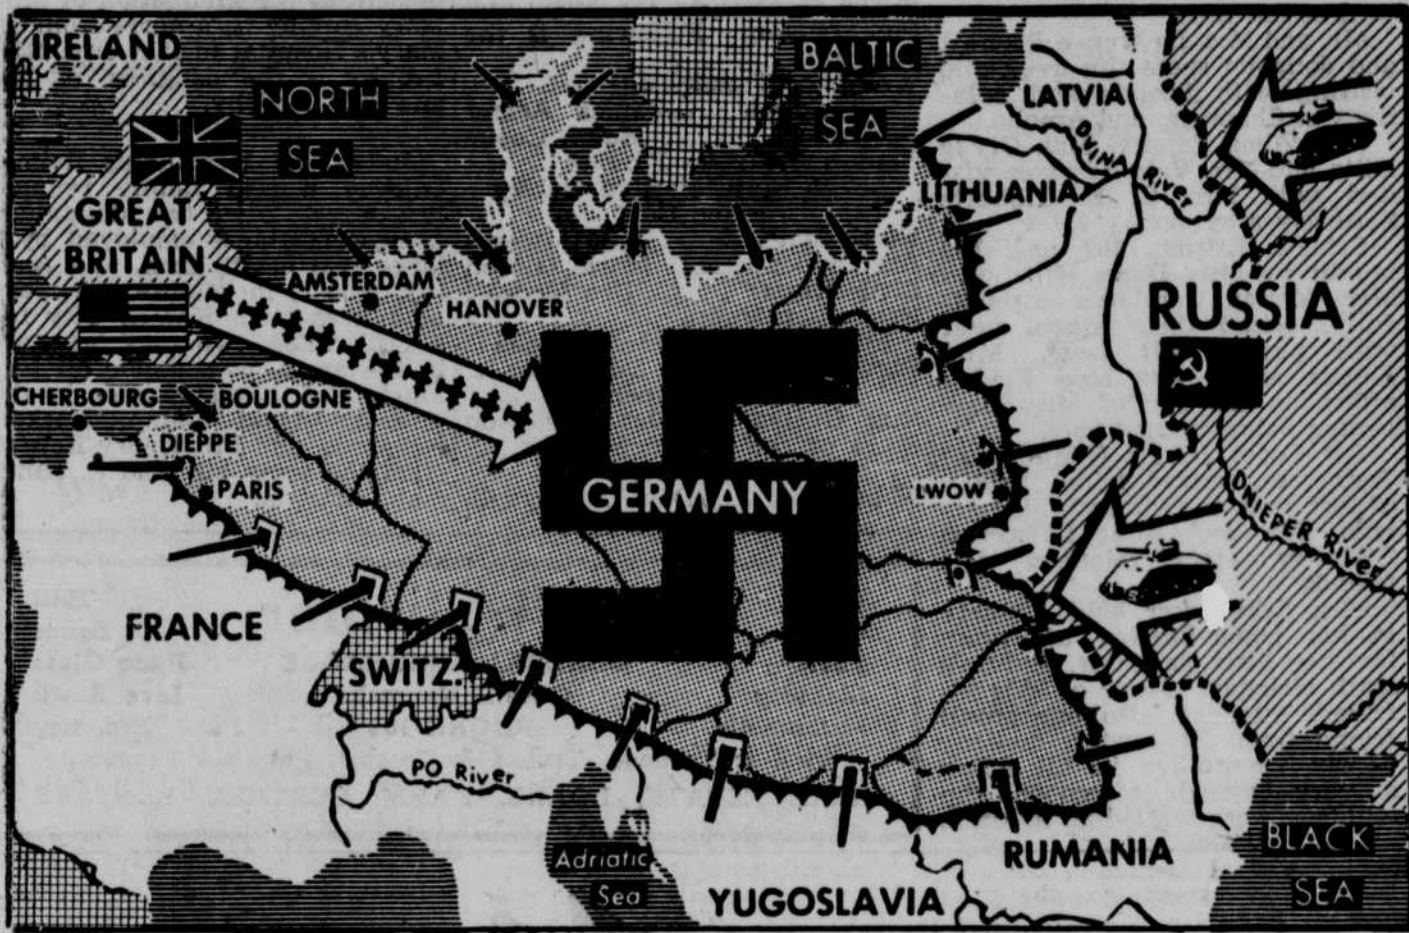 IRELAND
NORTH
SEA
BALTIC
SEA
LATVIA
DVINA River
LITHUANIA
GREAT
BRITAIN
AMSTERDAM
HANOVER
RUSSIA
CHERBOURG
BOULOGNE
DIEPPE
PARIS
GERMANY
LWOW
DNIEPER River
FRANCE
SWITZ.
PO River
Adriatic
Sea
YUGOSLAVIA
RUMANIA
BLACK
SEA